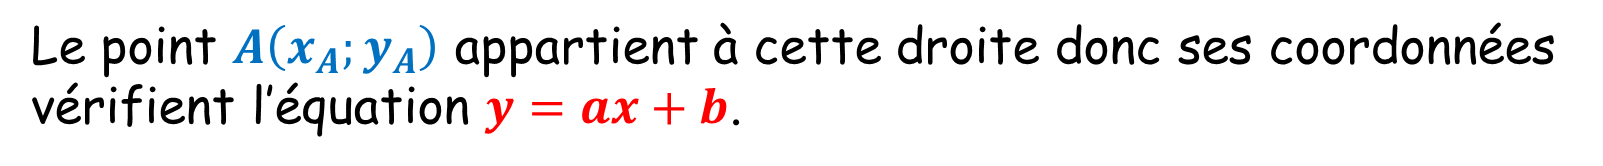 Le point A(x_A; y_A) appartient à cette droite donc ses coordonnées
vérifient l'équation y = ax + b.